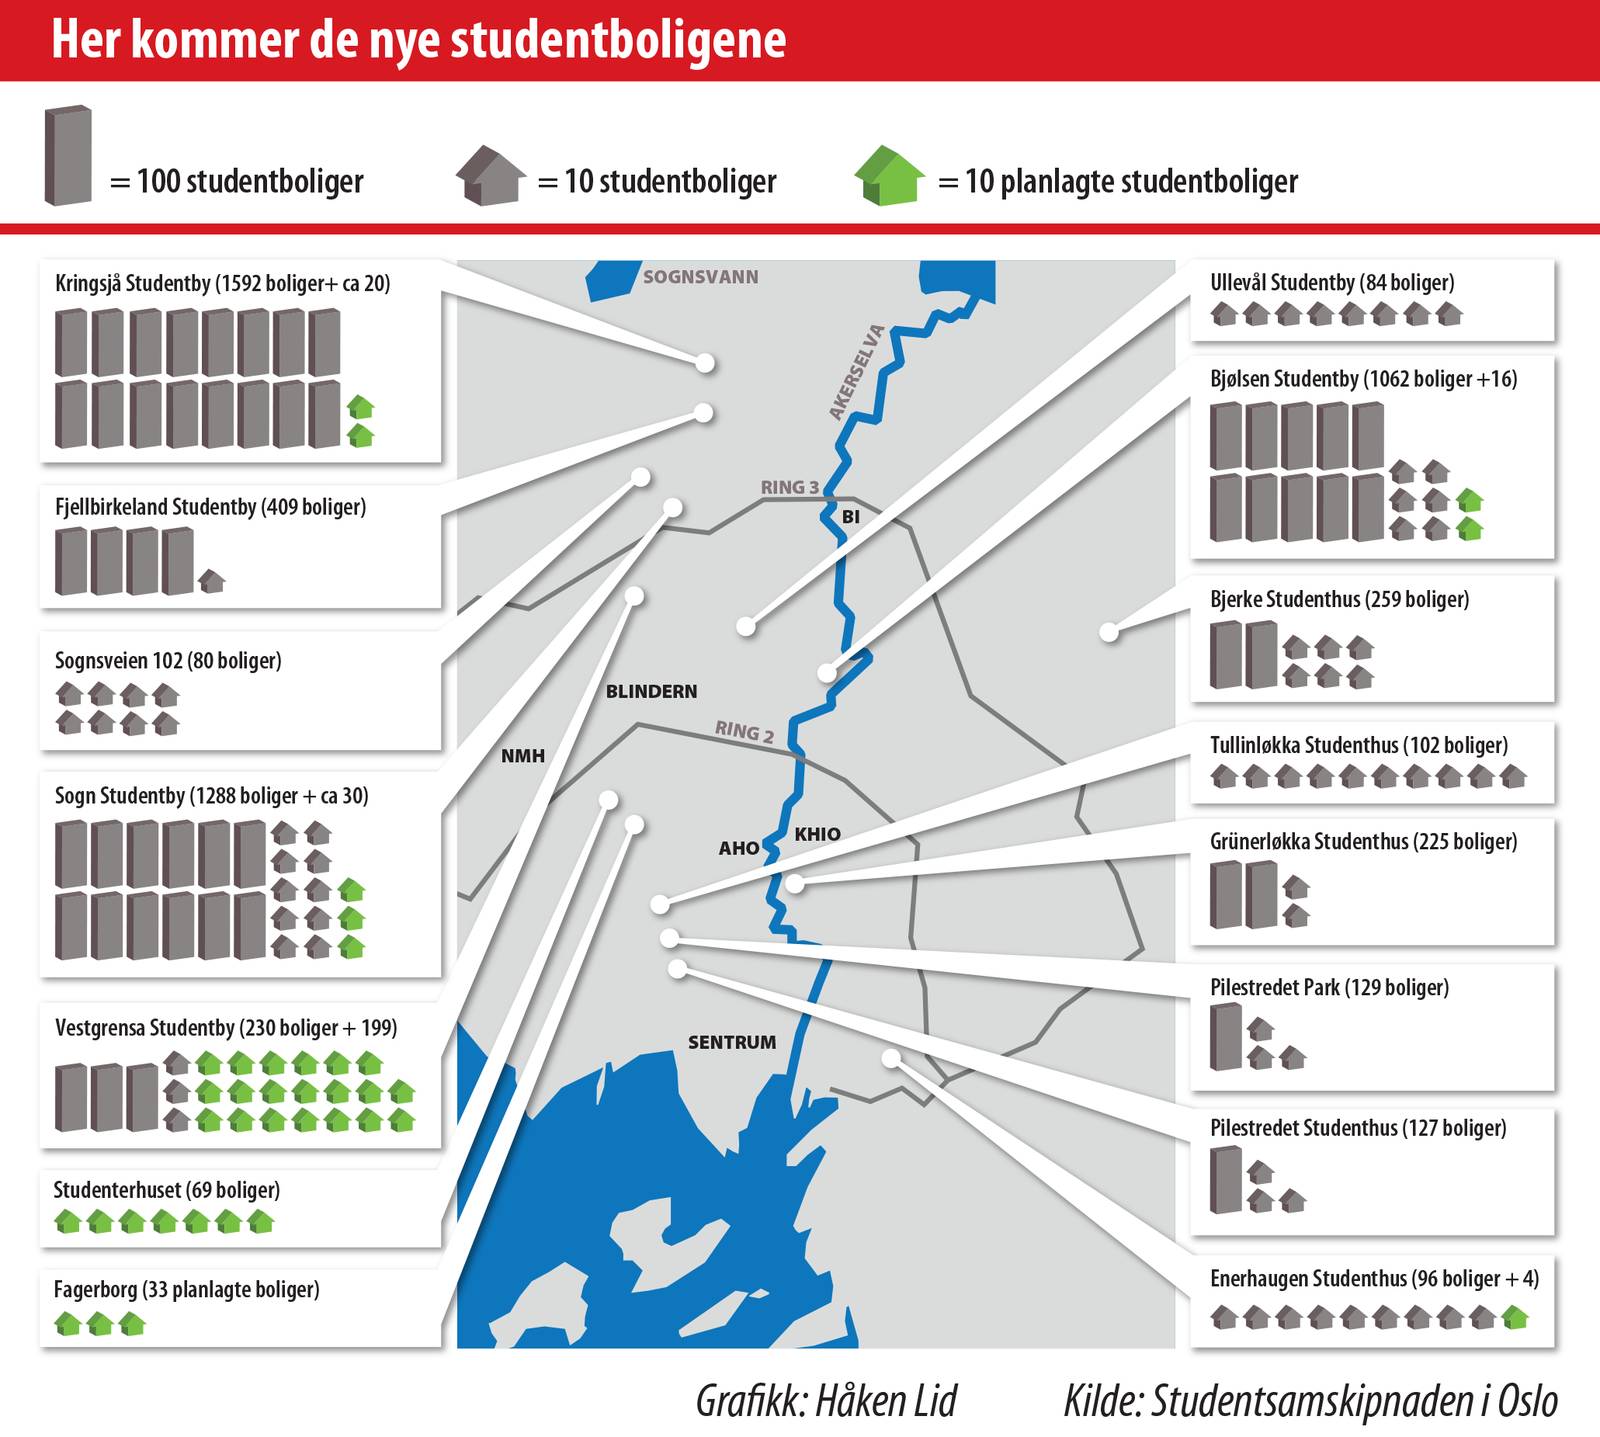 Her kommer de nye studentboligene
= 100 studentboliger
= 10 studentboliger
= 10 planlagte studentboliger
Kringsjå Studentby (1592 boliger+ ca 20)
Fjellbirkeland Studentby (409 boliger)
Sognsveien 102 (80 boliger)
Sogn Studentby (1288 boliger + ca 30)
Vestgrensa Studentby (230 boliger + 199)
Studenterhuset (69 boliger)
Fagerborg (33 planlagte boliger)
SOGNSVANN
AKERSELVA
RING 3
BI
BLINDERN
RING 2
NMH
KHIO
AHO
SENTRUM
Ullevål Studentby (84 boliger)
Bjølsen Studentby (1062 boliger +16)
Bjerke Studenthus (259 boliger)
Tullinløkka Studenthus (102 boliger)
Grünerløkka Studenthus (225 boliger)
Pilestredet Park (129 boliger)
Pilestredet Studenthus (127 boliger)
Enerhaugen Studenthus (96 boliger + 4)
Grafikk: Håken Lid
Kilde: Studentsamskipnaden i Oslo